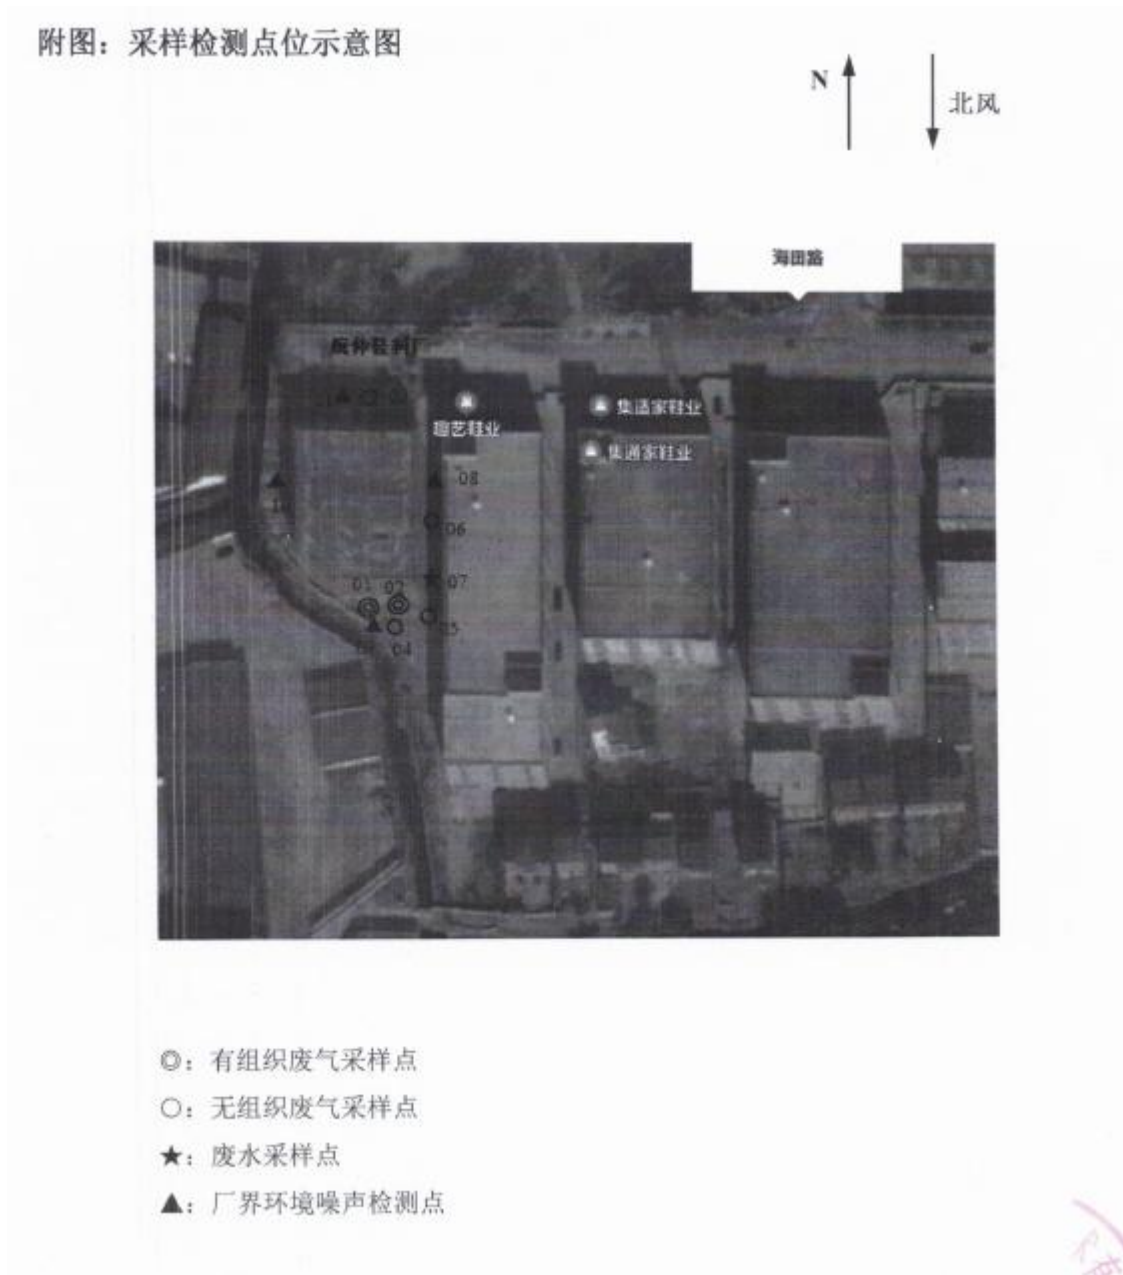 附图：采样检测点位示意图
N
北风
海田路
集适家鞋业
趣艺鞋业
集通家鞋业
08
06
07
01 02
05
04
◎：有组织废气采样点
○：无组织废气采样点
★：废水采样点
▲：厂界环境噪声检测点